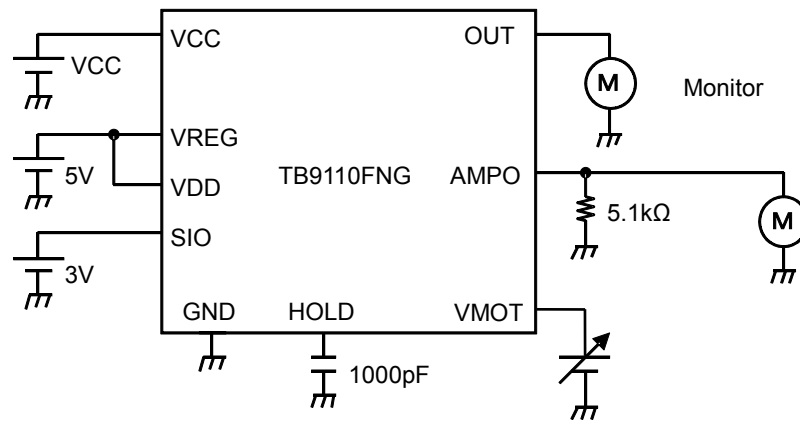 VCC
OUT
VCC
M
Monitor
VREG
5V
VDD
TB9110FNG
AMPO
5.1kΩ
M
SIO
3V
GND
HOLD
VMOT
1000pF